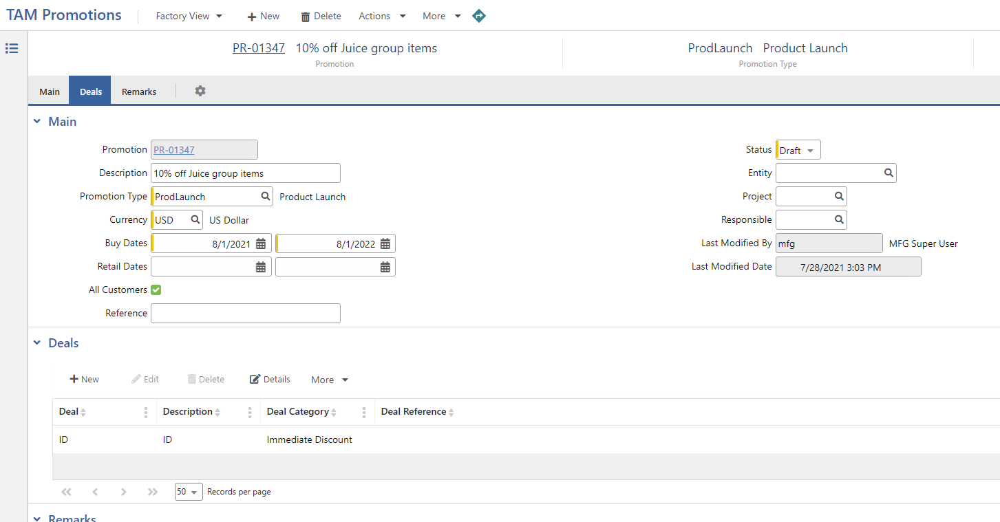 TAM Promotions Factory View New Delete Actions More
PR-01347 10% off Juice group items ProdLaunch Product Launch
Promotion Promotion Type
Main Deals Remarks
Main
Promotion PR-01347 Status Draft
Description 10% off Juice group items Entity
Promotion Type ProdLaunch Product Launch Project
Currency USD US Dollar Responsible
Buy Dates 8/1/2021 8/1/2022 Last Modified By mfg MFG Super User
Retail Dates Last Modified Date 7/28/2021 3:03 PM
All Customers
Reference
Deals
New Edit Delete Details More
Deal Description Deal Category Deal Reference
ID ID Immediate Discount
50 Records per page
Remarks